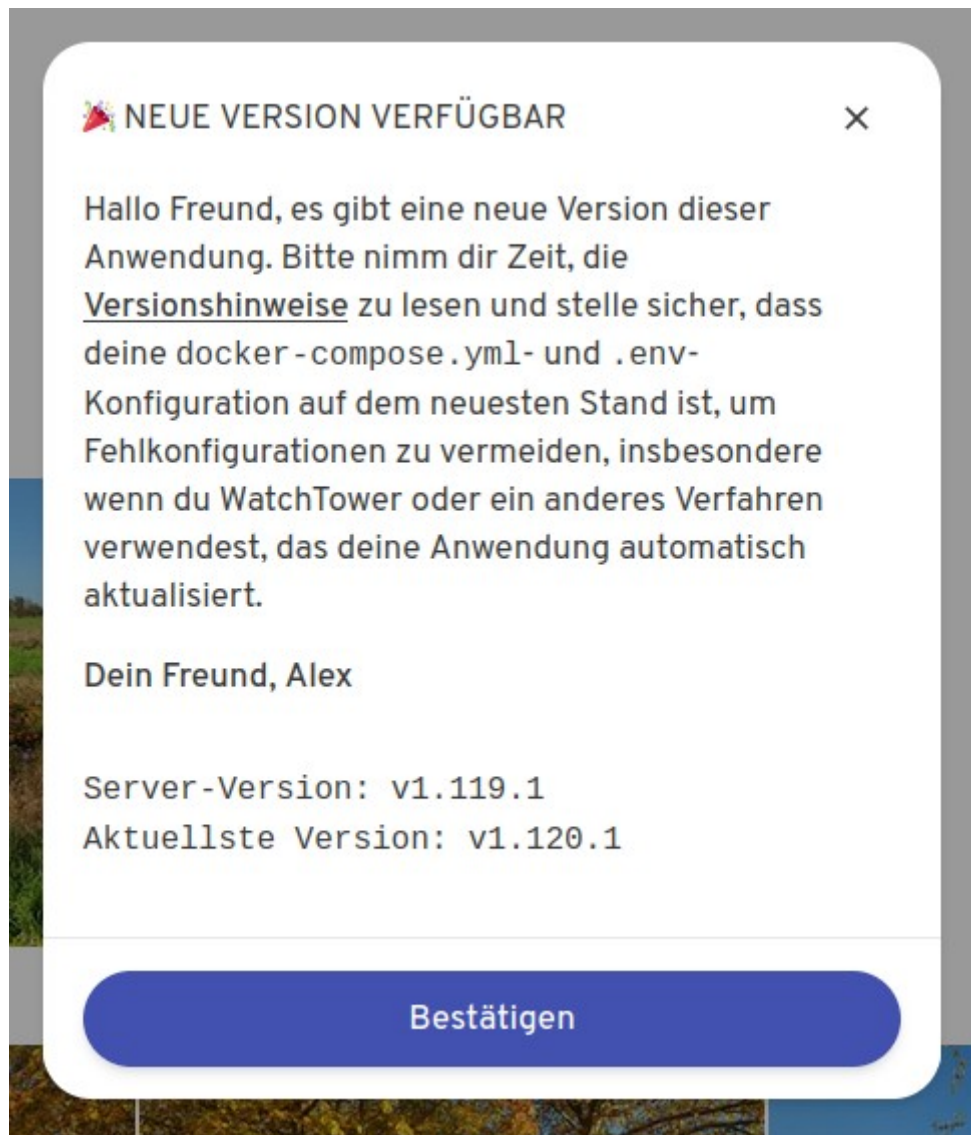 🎉 NEUE VERSION VERFÜGBAR
Hallo Freund, es gibt eine neue Version dieser
Anwendung. Bitte nimm dir Zeit, die
Versionshinweise zu lesen und stelle sicher, dass
deine docker-compose.yml- und .env-
Konfiguration auf dem neuesten Stand ist, um
Fehlkonfigurationen zu vermeiden, insbesondere
wenn du WatchTower oder ein anderes Verfahren
verwendest, das deine Anwendung automatisch
aktualisiert.
Dein Freund, Alex
Server-Version: v1.119.1
Aktuellste Version: v1.120.1
Bestätigen